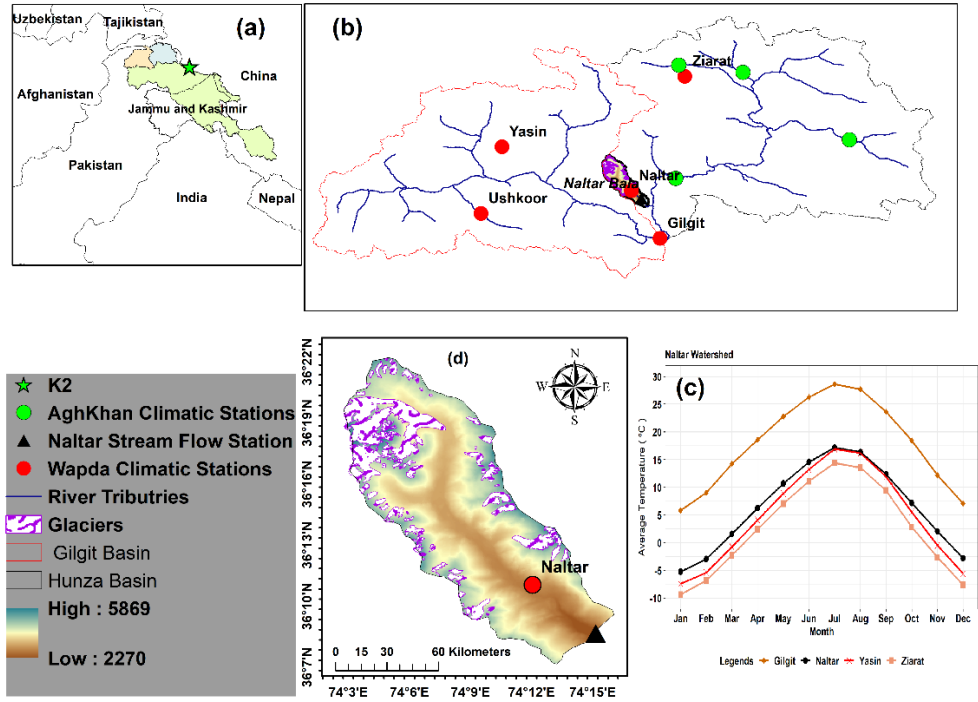 Uzbekistan
Tajikistan
(a)
China
Afghanistan
Jammu and Kashmir
Pakistan
India
Nepal
(b)
Ziarat
Yasin
Naltar
Naltar Bala
Ushkoor
Gilgit
K2
AghKhan Climatic Stations
Naltar Stream Flow Station
Wapda Climatic Stations
River Tributries
Glaciers
Gilgit Basin
Hunza Basin
High : 5869
Low : 2270
(d)
N
W E
S
36°22'N
36°19'N
36°16'N
36°13'N
36°10'N
36°7'N
Naltar
0 15 30 60 Kilometers
74°3'E 74°6'E 74°9'E 74°12'E 74°15'E
Naltar Watershed
(c)
Average Temperature ( °C )
30
25
20
15
10
5
0
-5
-10
Jan Feb Mar Apr May Jun Jul Aug Sep Oct Nov Dec
Month
Legends Gilgit Naltar Yasin Ziarat